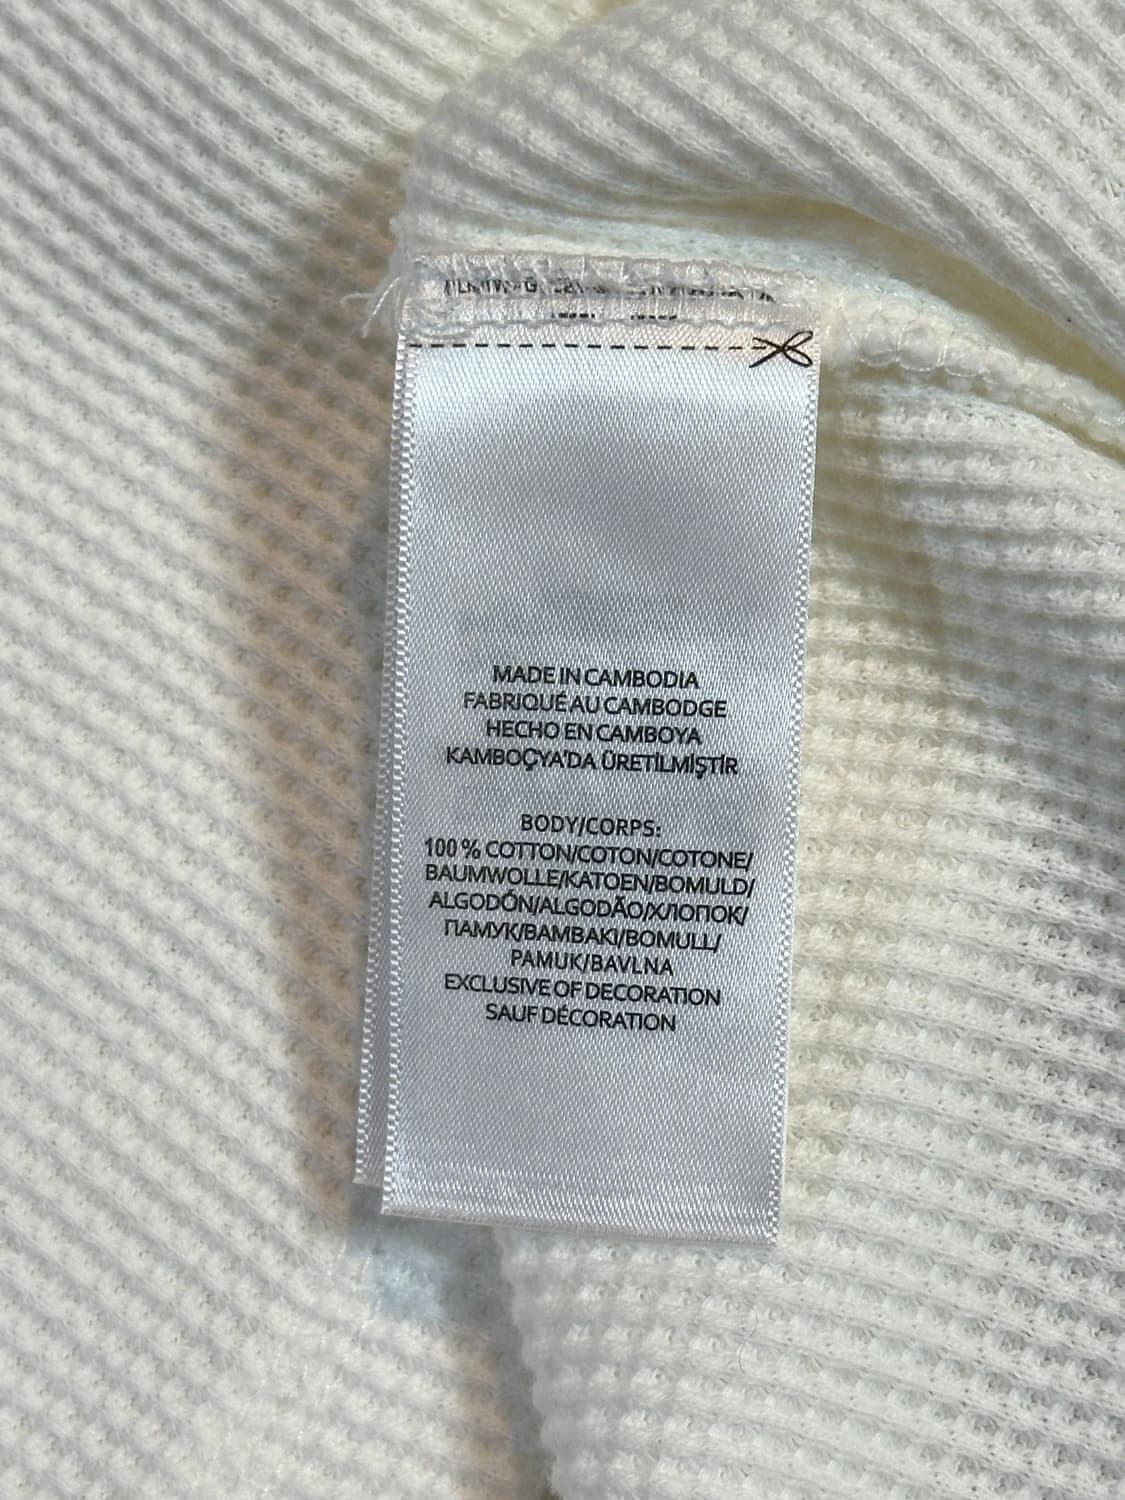 MADE IN CAMBODIA
FABRIQUÉ AU CAMBODGE
HECHO EN CAMBOYA
KAMBOÇYA'DA ÜRETİLMİŞTİR
BODY/CORPS:
100 % COTTON/COTON/COTONE/
BAUMWOLLE/KATOEN/BOMULD/
ALGODÓN/ALGODÃO/ХЛОПОК/
ПАМУК/ΒΑΜΒΑΚΙ/BOMULL/
PAMUK/BAVLNA
EXCLUSIVE OF DECORATION
SAUF DÉCORATION